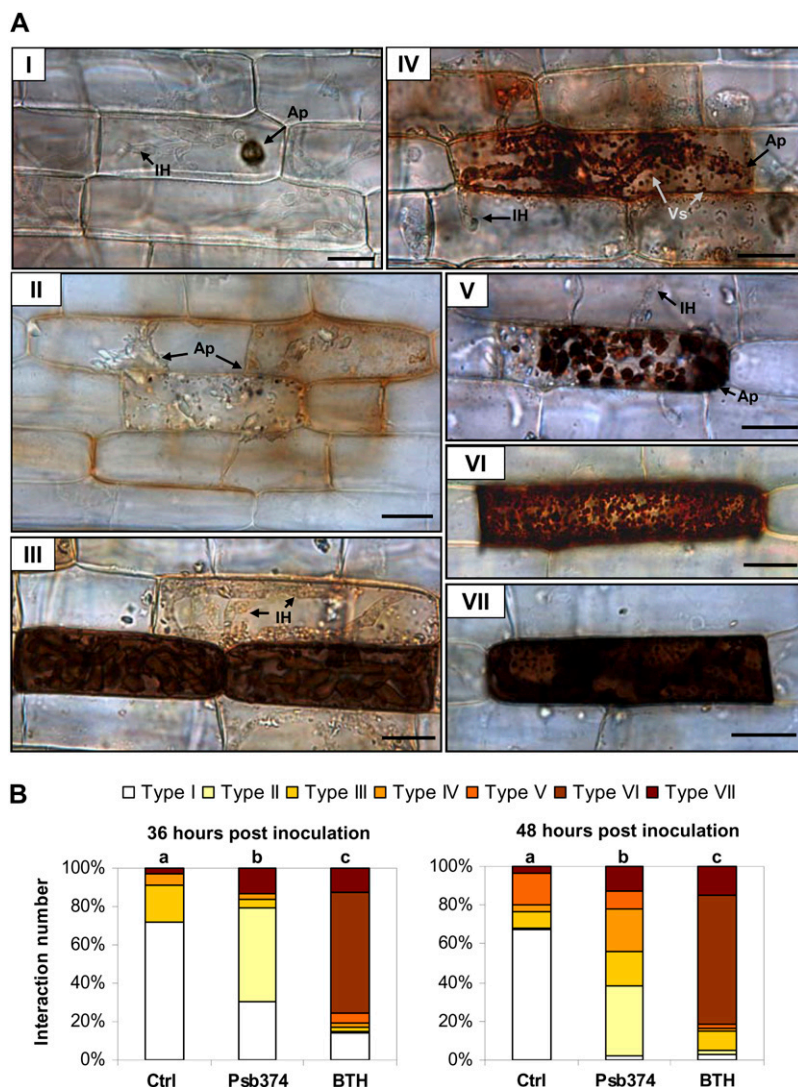 A
I
Ap
IH
IV
Ap
IH
Vs
II
Ap
V
IH
Ap
III
IH
VI
VII
B
Type I Type II Type III Type IV Type V Type VI Type VII
36 hours post inoculation
48 hours post inoculation
a b c
a b c
Interaction number
100%
80%
60%
40%
20%
0%
Ctrl Psb374 BTH
100%
80%
60%
40%
20%
0%
Ctrl Psb374 BTH